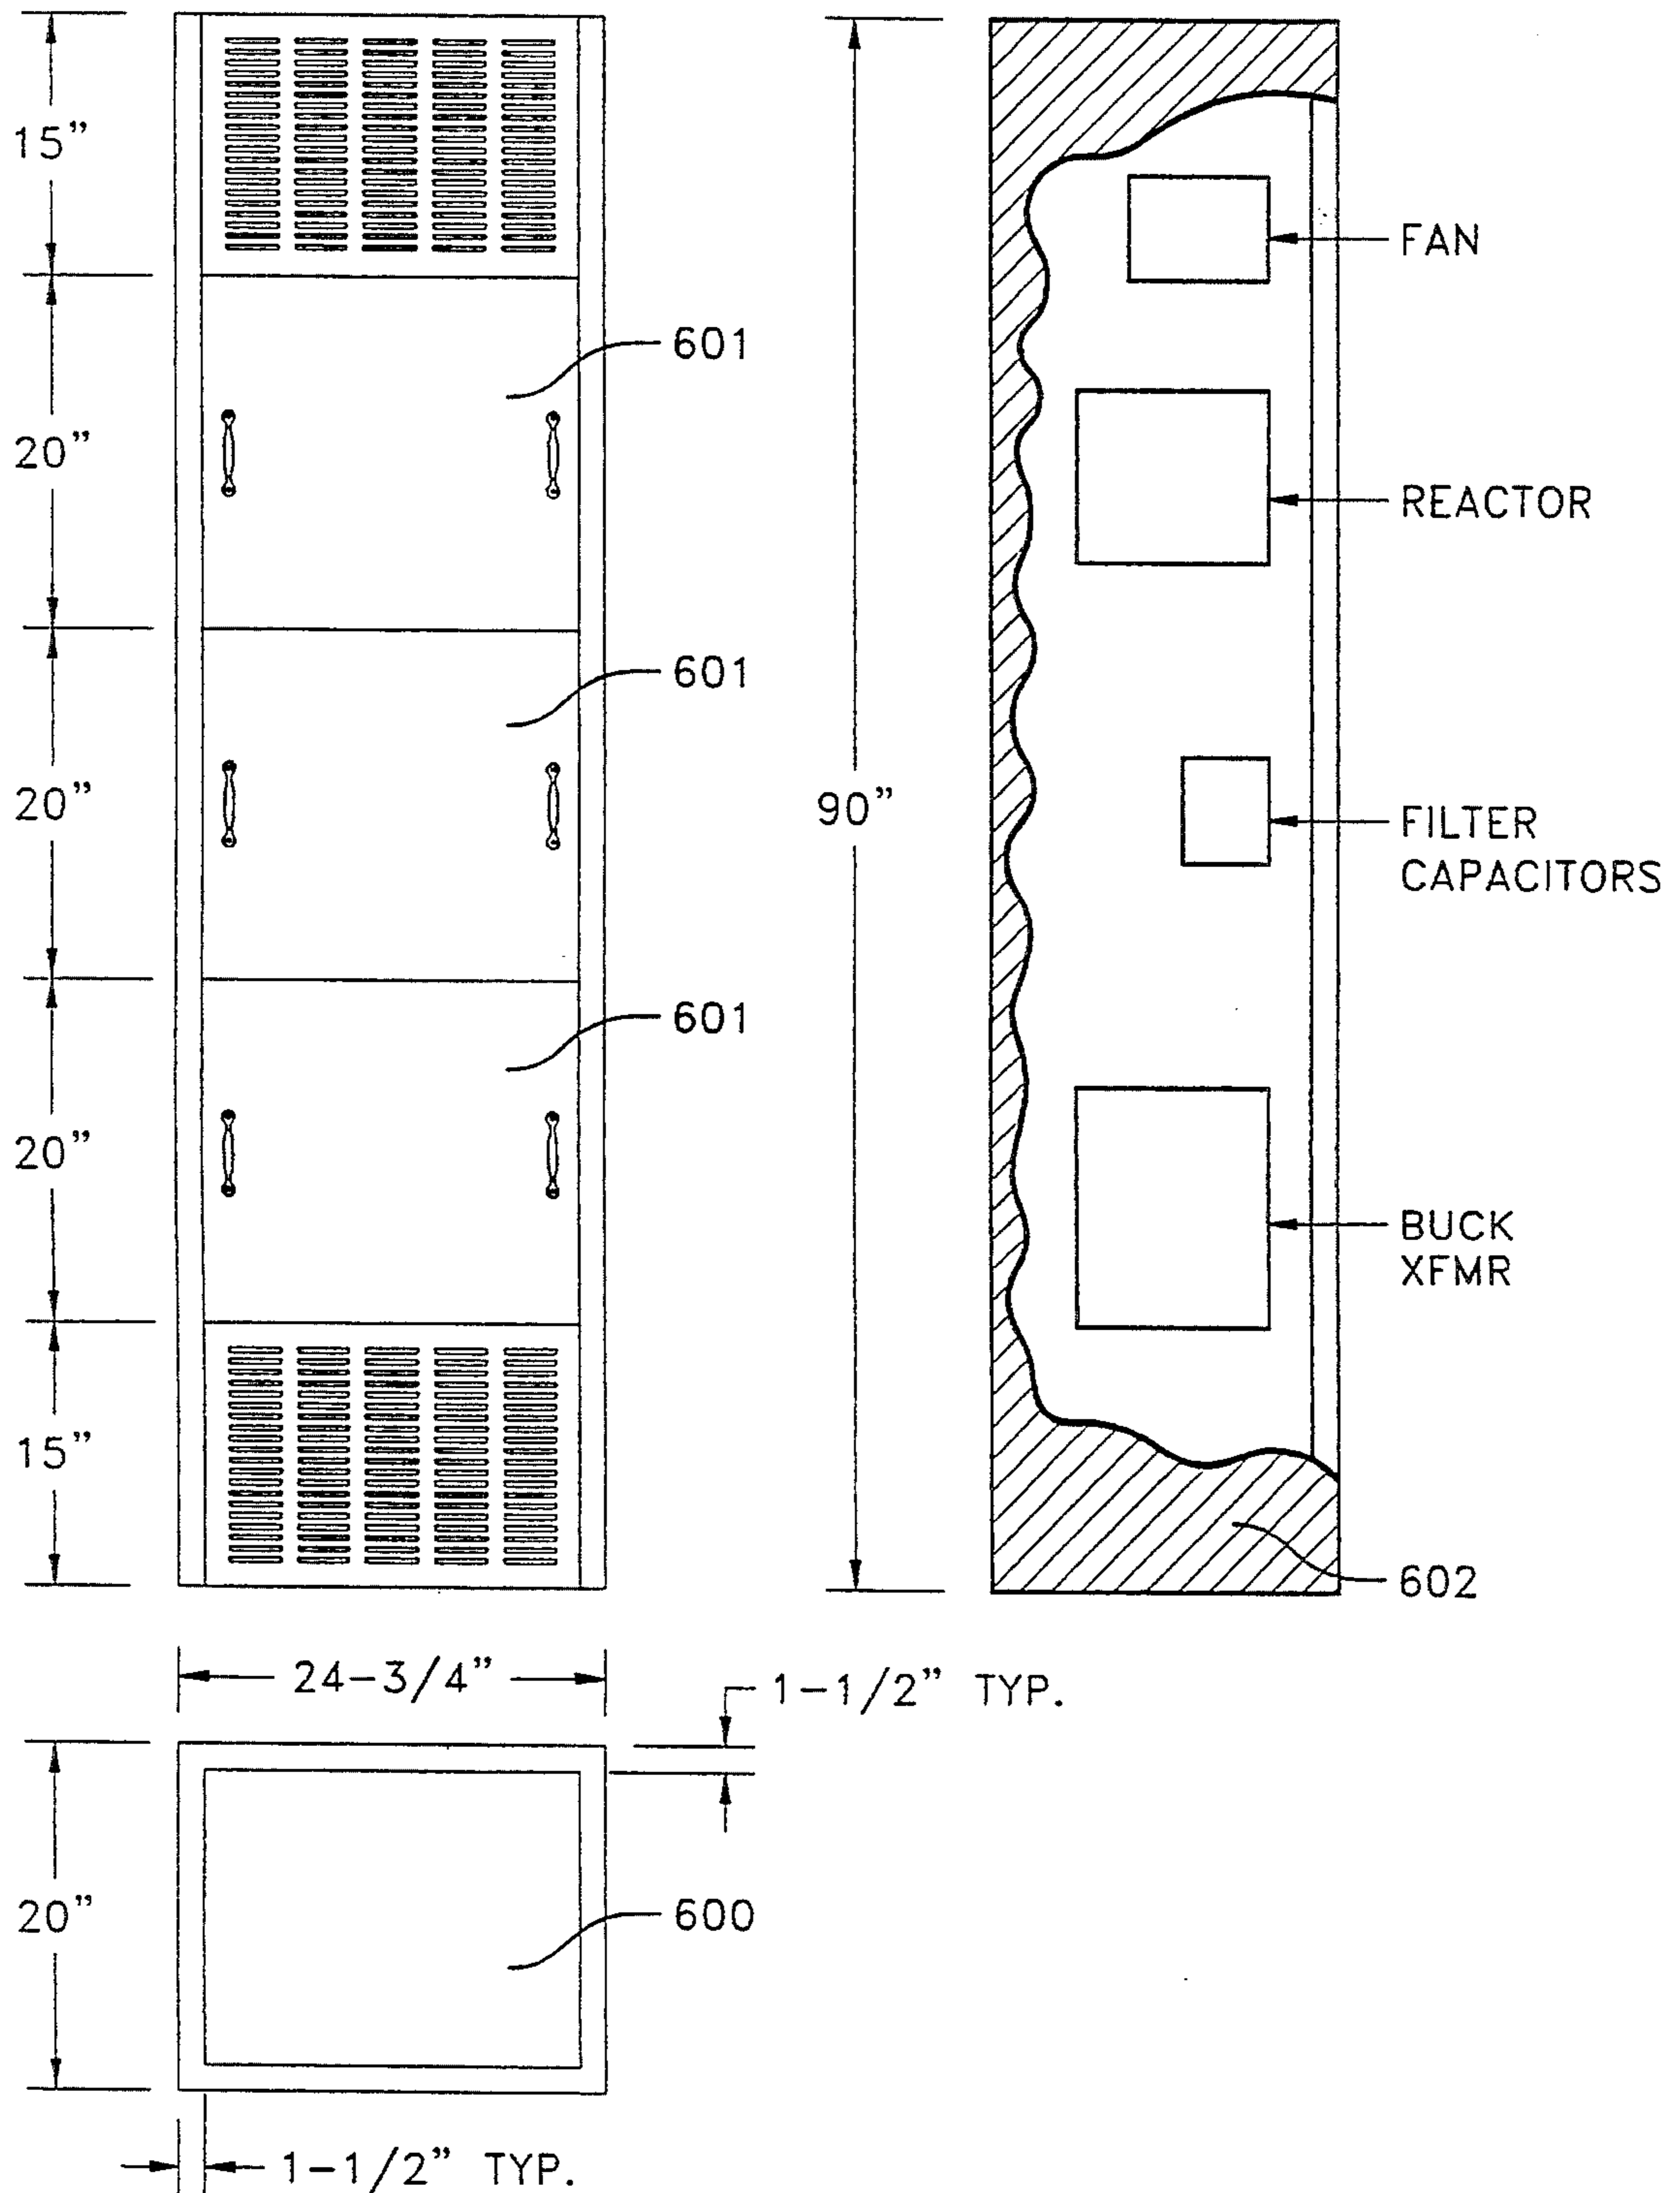 15”
20”
20”
20”
15”
601
601
601
90”
FAN
REACTOR
FILTER
CAPACITORS
BUCK
XFMR
602
24-3/4”
1-1/2” TYP.
20”
600
1-1/2” TYP.